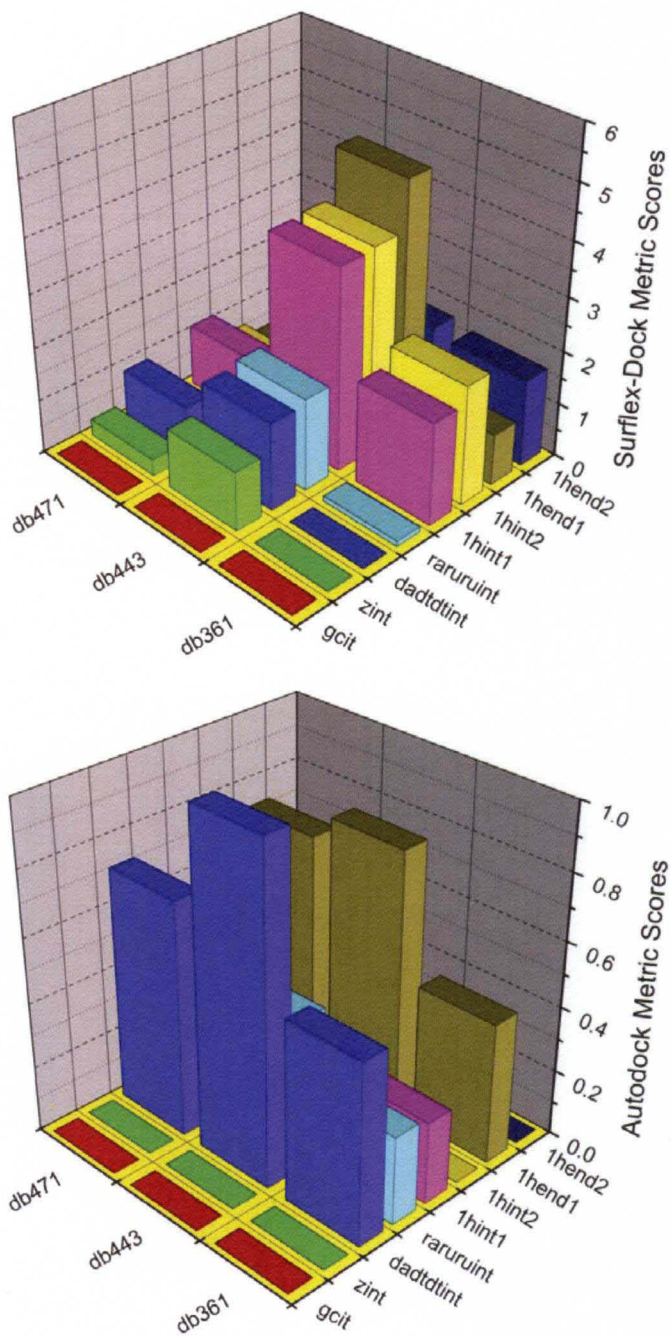 6
5
4
3
2
1
0
Surflex-Dock Metric Scores
db471
db443
db361
gcit
zint
dadtdtint
raruruint
1hint1
1hint2
1hend1
1hend2
1.0
0.8
0.6
0.4
0.2
0.0
Autodock Metric Scores
db471
db443
db361
gcit
zint
dadtdtint
raruruint
1hint1
1hint2
1hend1
1hend2